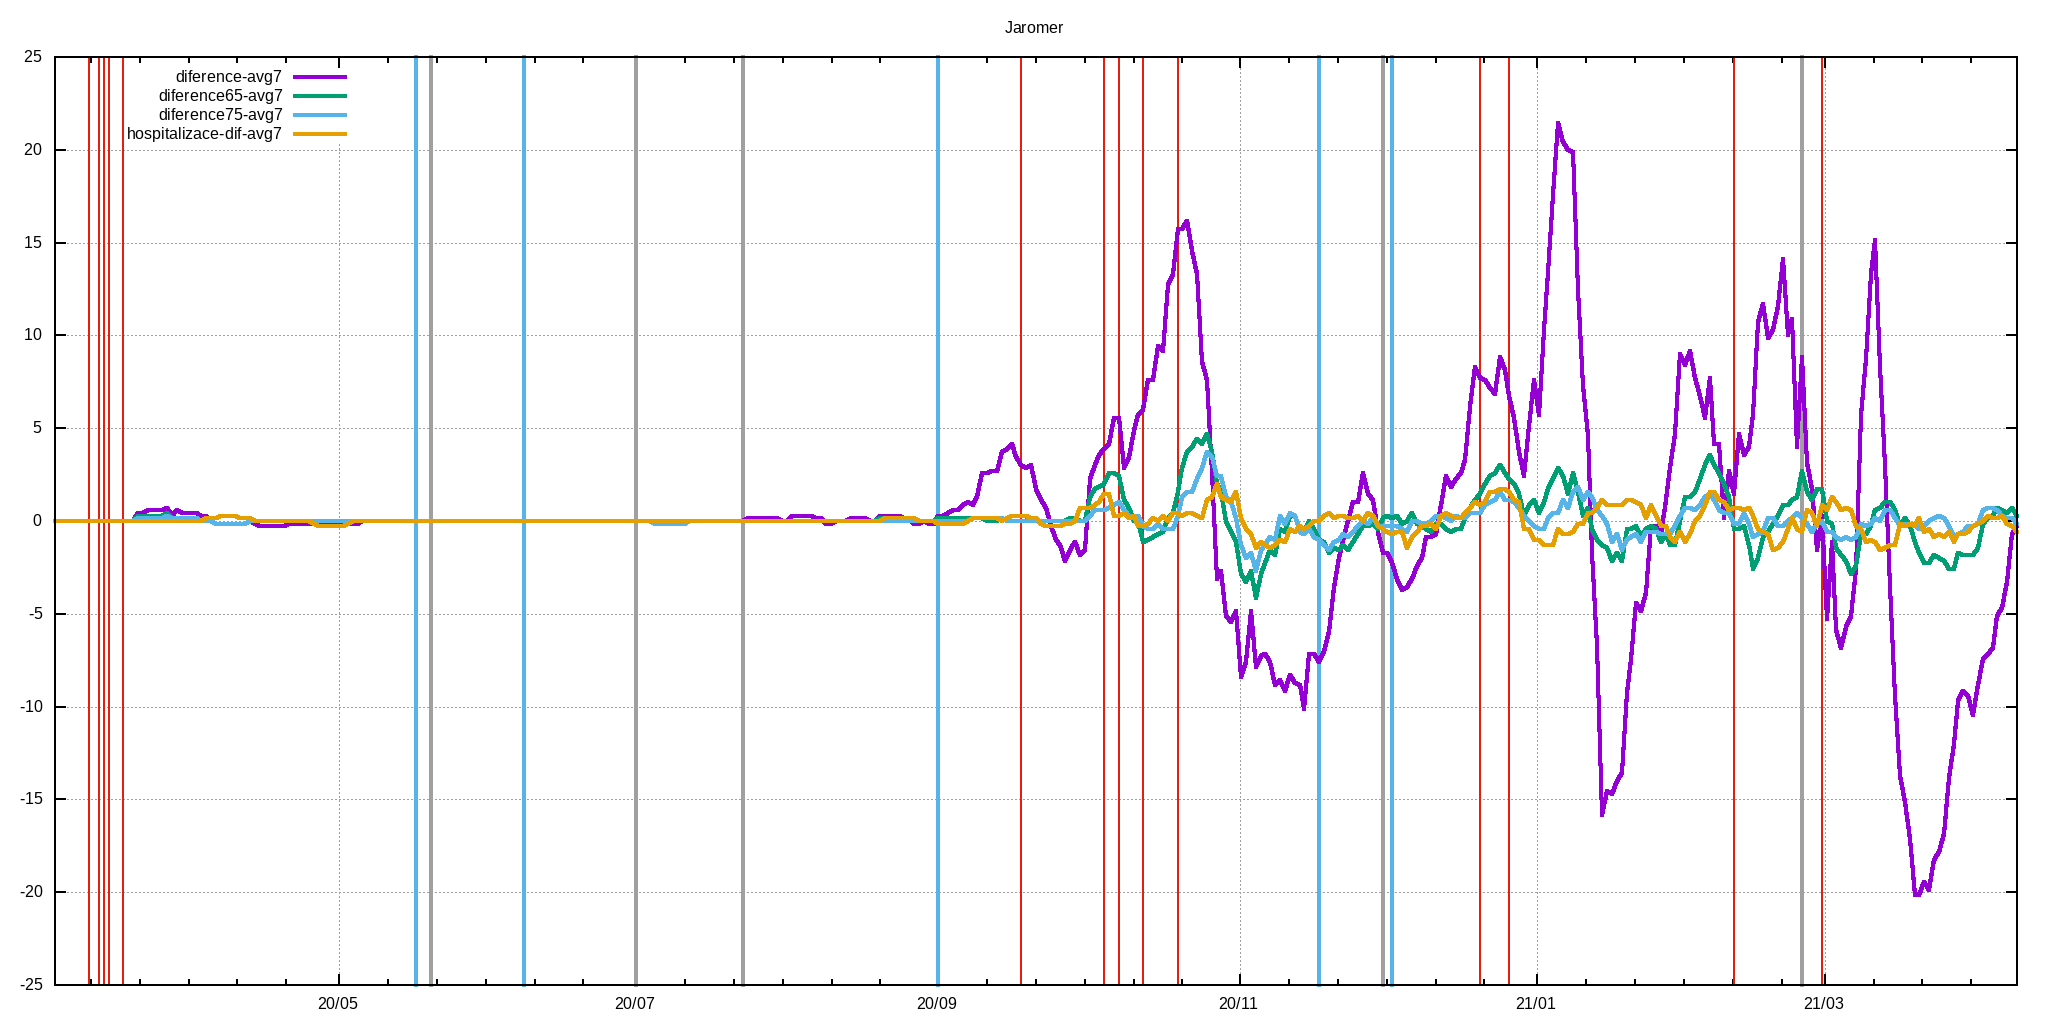 Jaromer
25
diference-avg7
diference65-avg7
diference75-avg7
hospitalizace-dif-avg7
20
15
10
5
0
-5
-10
-15
-20
-25
20/05 20/07 20/09 20/11 21/01 21/03